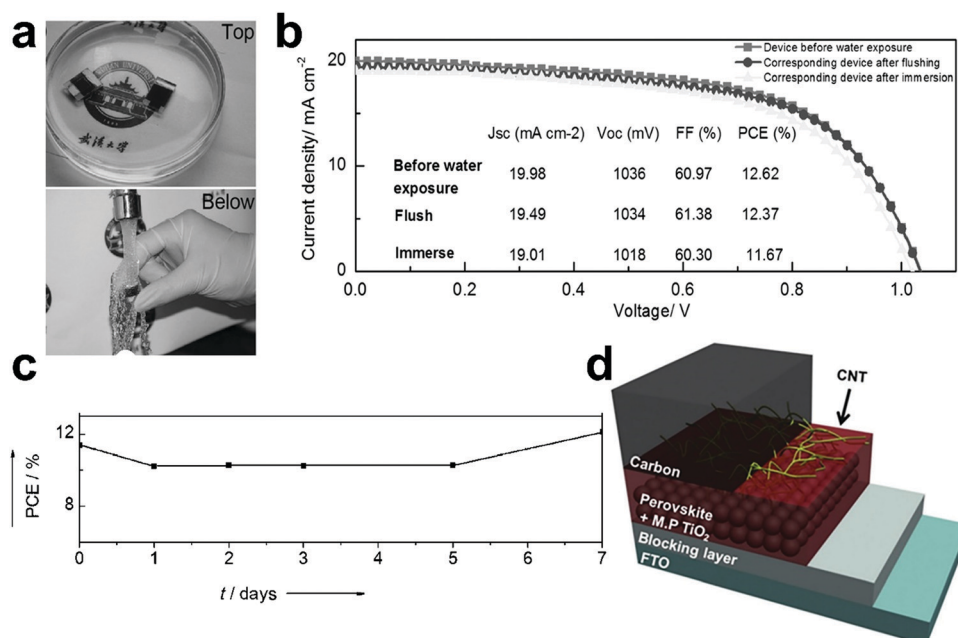 a
Top
武漢大学
Below
b
Device before water exposure
Corresponding device after flushing
Corresponding device after immersion
Current density/ mA cm-2
20
10
0
Jsc (mA cm-2) Voc (mV) FF (%) PCE (%)
Before water exposure 19.98 1036 60.97 12.62
Flush 19.49 1034 61.38 12.37
Immerse 19.01 1018 60.30 11.67
0.0 0.2 0.4 0.6 0.8 1.0
Voltage/ V
c
PCE / %
12
8
0 1 2 3 4 5 6 7
t / days
d
CNT
Carbon
Perovskite
+ M.P TiO2
Blocking layer
FTO